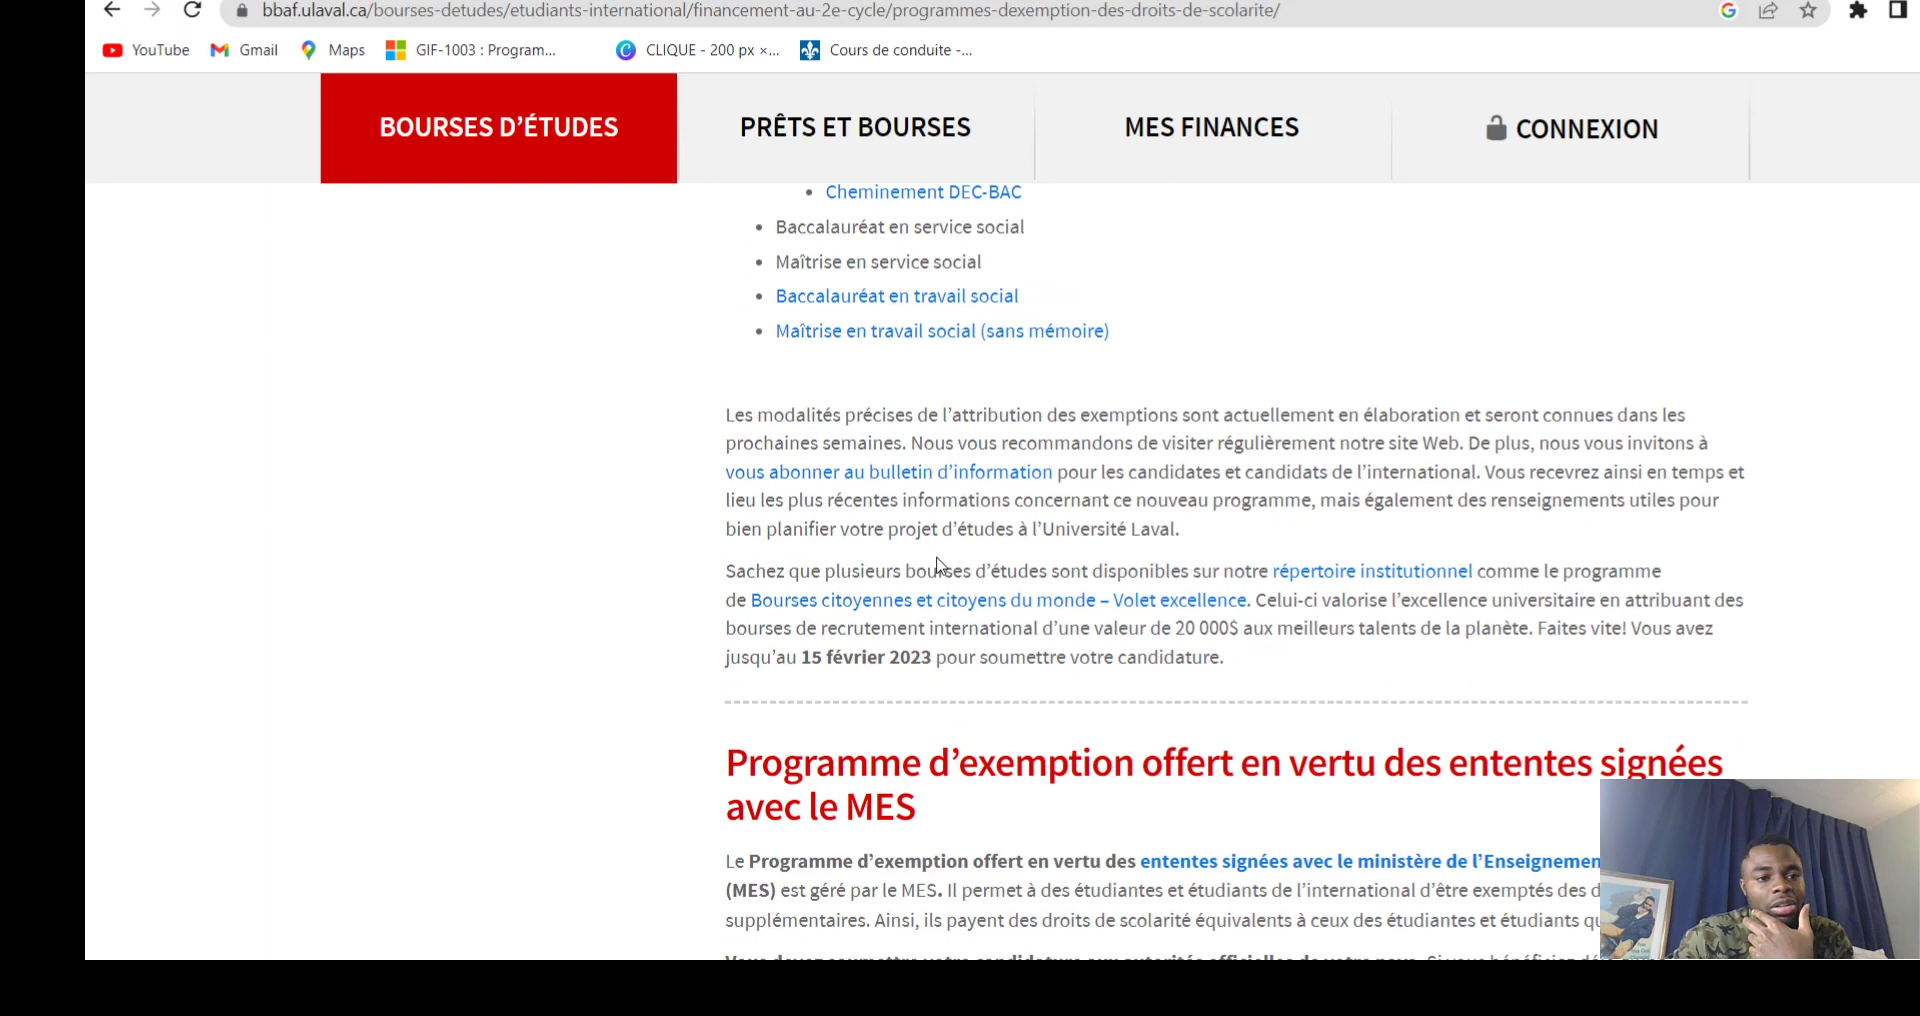 bbaf.ulaval.ca/bourses-detudes/etudiants-international/financement-au-2e-cycle/programmes-dexemption-des-droits-de-scolarite/
YouTube Gmail Maps GIF-1003 : Program... CLIQUE - 200 px ×... Cours de conduite -...
BOURSES D’ÉTUDES PRÊTS ET BOURSES MES FINANCES CONNEXION
• Cheminement DEC-BAC
• Baccalauréat en service social
• Maîtrise en service social
• Baccalauréat en travail social
• Maîtrise en travail social (sans mémoire)
Les modalités précises de l’attribution des exemptions sont actuellement en élaboration et seront connues dans les
prochaines semaines. Nous vous recommandons de visiter régulièrement notre site Web. De plus, nous vous invitons à
vous abonner au bulletin d’information pour les candidates et candidats de l’international. Vous recevrez ainsi en temps et
lieu les plus récentes informations concernant ce nouveau programme, mais également des renseignements utiles pour
bien planifier votre projet d’études à l’Université Laval.
Sachez que plusieurs bourses d’études sont disponibles sur notre répertoire institutionnel comme le programme
de Bourses citoyennes et citoyens du monde – Volet excellence. Celui-ci valorise l’excellence universitaire en attribuant des
bourses de recrutement international d’une valeur de 20 000$ aux meilleurs talents de la planète. Faites vite! Vous avez
jusqu’au 15 février 2023 pour soumettre votre candidature.
Programme d’exemption offert en vertu des ententes signées
avec le MES
Le Programme d’exemption offert en vertu des ententes signées avec le ministère de l’Enseignemen
(MES) est géré par le MES. Il permet à des étudiantes et étudiants de l’international d’être exemptés des d
supplémentaires. Ainsi, ils payent des droits de scolarité équivalents à ceux des étudiantes et étudiants qu